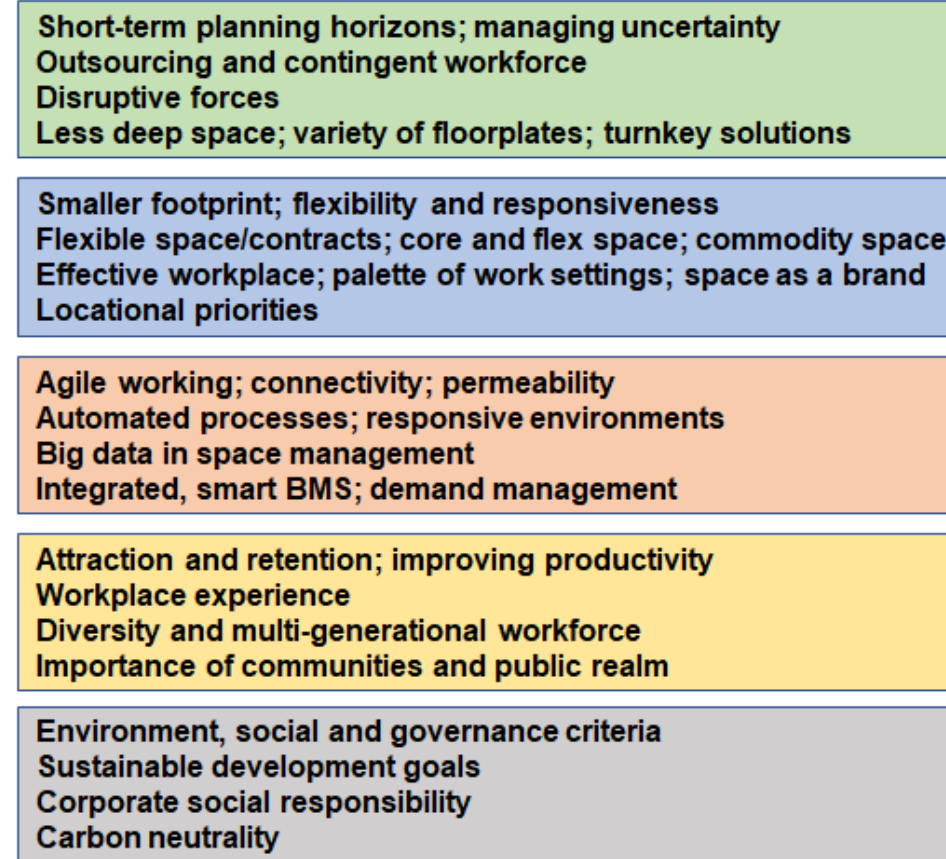 Short-term planning horizons; managing uncertainty
Outsourcing and contingent workforce
Disruptive forces
Less deep space; variety of floorplates; turnkey solutions
Smaller footprint; flexibility and responsiveness
Flexible space/contracts; core and flex space; commodity space
Effective workplace; palette of work settings; space as a brand
Locational priorities
Agile working; connectivity; permeability
Automated processes; responsive environments
Big data in space management
Integrated, smart BMS; demand management
Attraction and retention; improving productivity
Workplace experience
Diversity and multi-generational workforce
Importance of communities and public realm
Environment, social and governance criteria
Sustainable development goals
Corporate social responsibility
Carbon neutrality